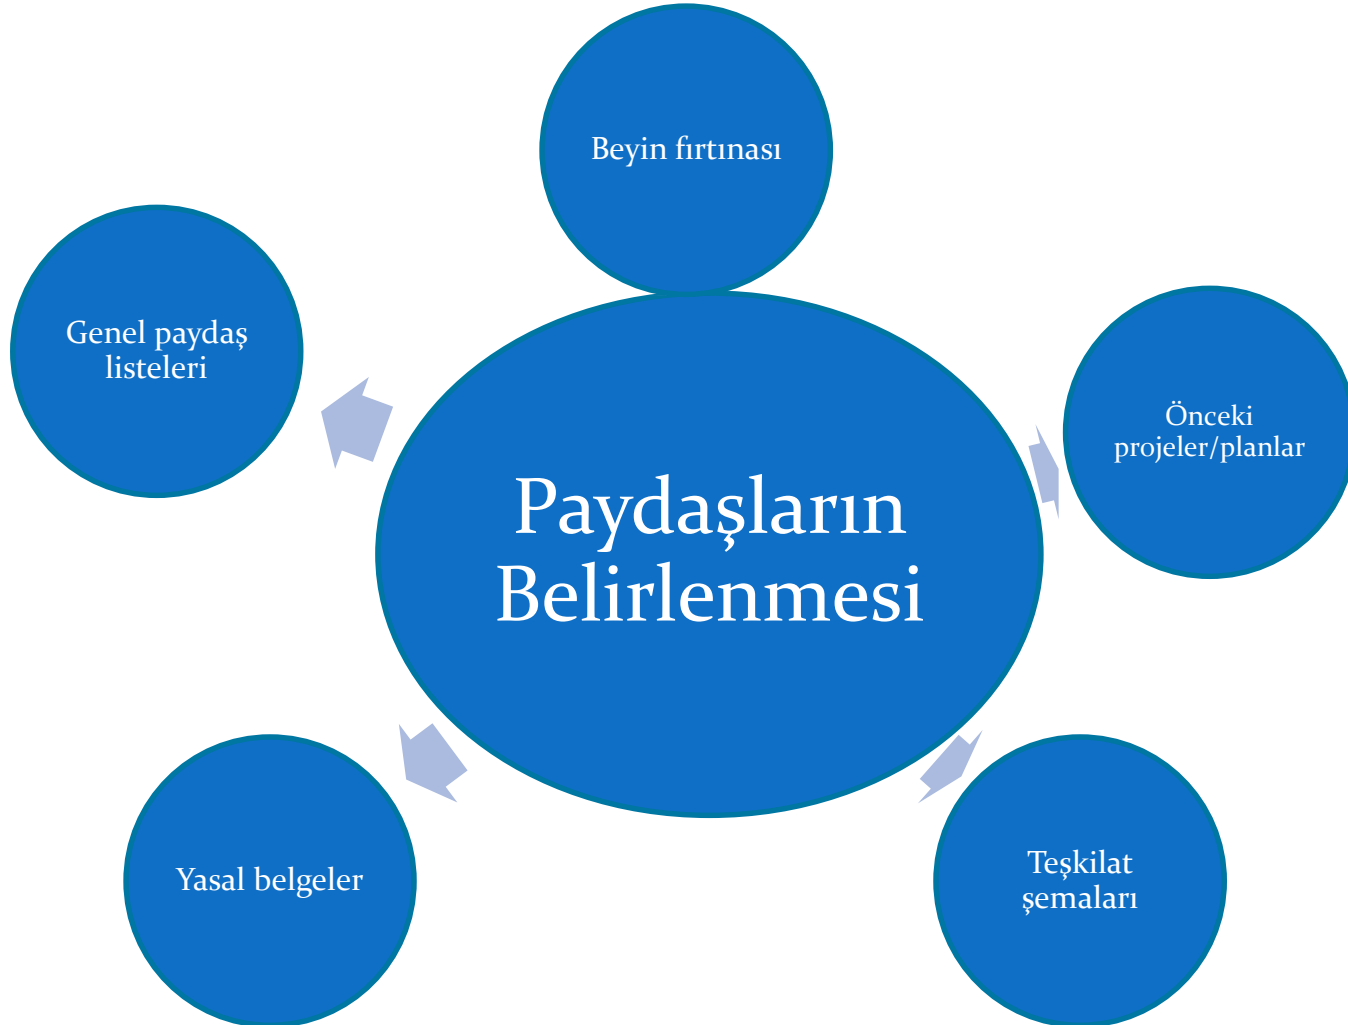 Beyin fırtınası
Genel paydaş
listeleri
Önceki
projeler/planlar
Paydaşların
Belirlenmesi
Yasal belgeler
Teşkilat
şemaları